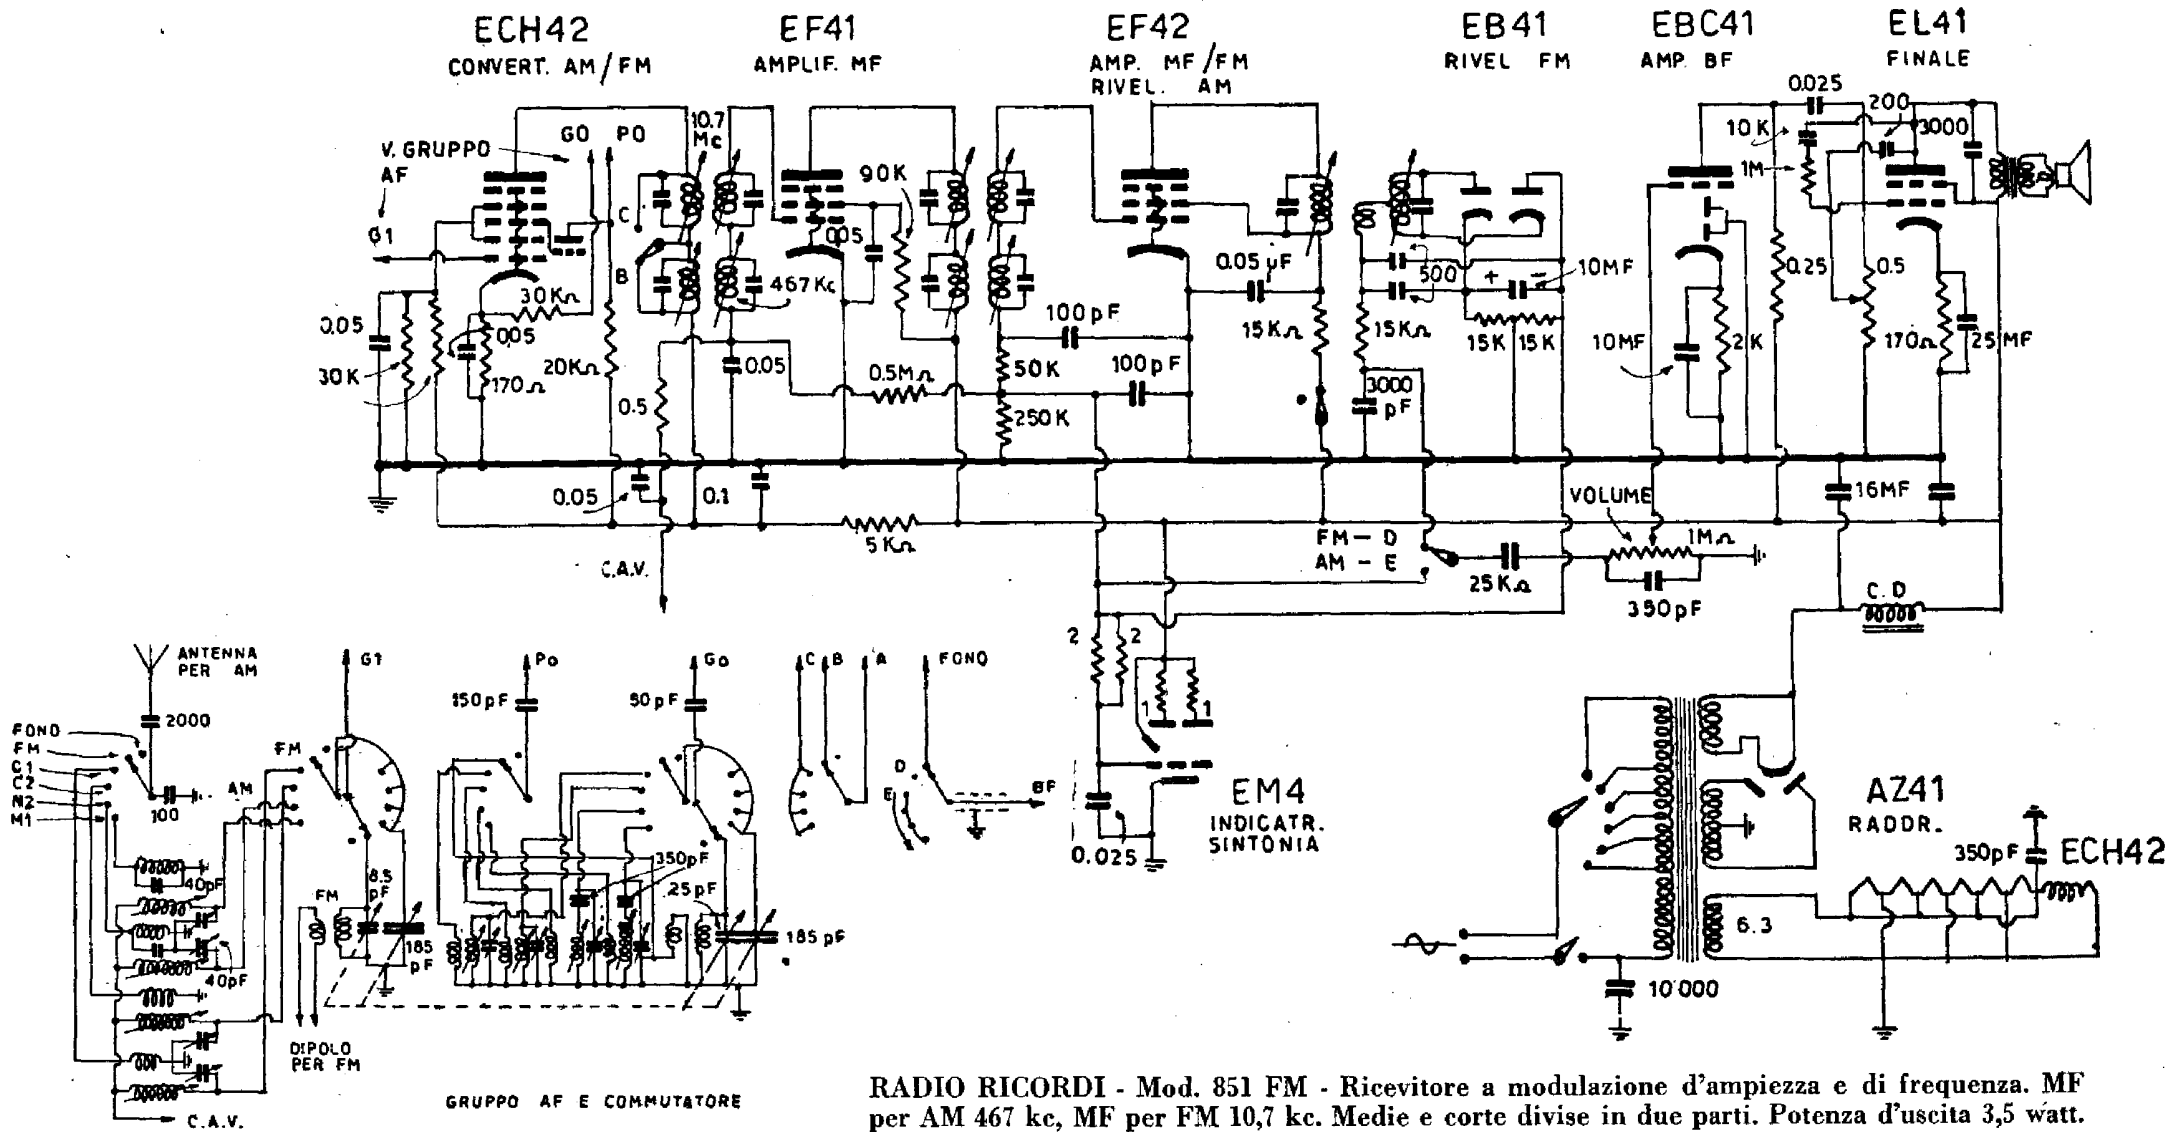 ECH42
CONVERT. AM/FM
EF41
AMPLIF. MF
EF42
AMP. MF/FM
RIVEL. AM
EB41
RIVEL FM
EBC41
AMP. BF
EL41
FINALE
V. GRUPPO
AF
GO
PO
10.7
Mc
G1
C
B
30KΩ
0.05
30K
005
170Ω
20KΩ
0.5
467Kc
0.05
005
90K
0.5MΩ
100 pF
50K
100pF
250K
0.05 µF
15KΩ
500
15KΩ
3000
pF
+
-
10MF
15K
15K
10MF
2K
0.25
10K
1M
0.025
200
3000
0.5
170Ω
25MF
0.05
0.1
5KΩ
C.A.V.
FM-D
AM-E
25KΩ
VOLUME
1MΩ
350pF
16MF
C.D
ANTENNA
PER AM
2000
FONO
FM
C1
C2
M2
M1
100
40pF
40pF
C.A.V.
G1
FM
AM
FM
8.5
pF
185
pF
DIPOLO
PER FM
Po
150pF
Go
50pF
350pF
25pF
185pF
C
B
A
FONO
D
E
BF
GRUPPO AF E COMMUTATORE
2
2
1
1
0.025
EM4
INDICATR.
SINTONIA
AZ41
RADDR.
6.3
350pF
ECH42
10000
RADIO RICORDI - Mod. 851 FM - Ricevitore a modulazione d'ampiezza e di frequenza. MF
per AM 467 kc, MF per FM 10,7 kc. Medie e corte divise in due parti. Potenza d'uscita 3,5 watt.